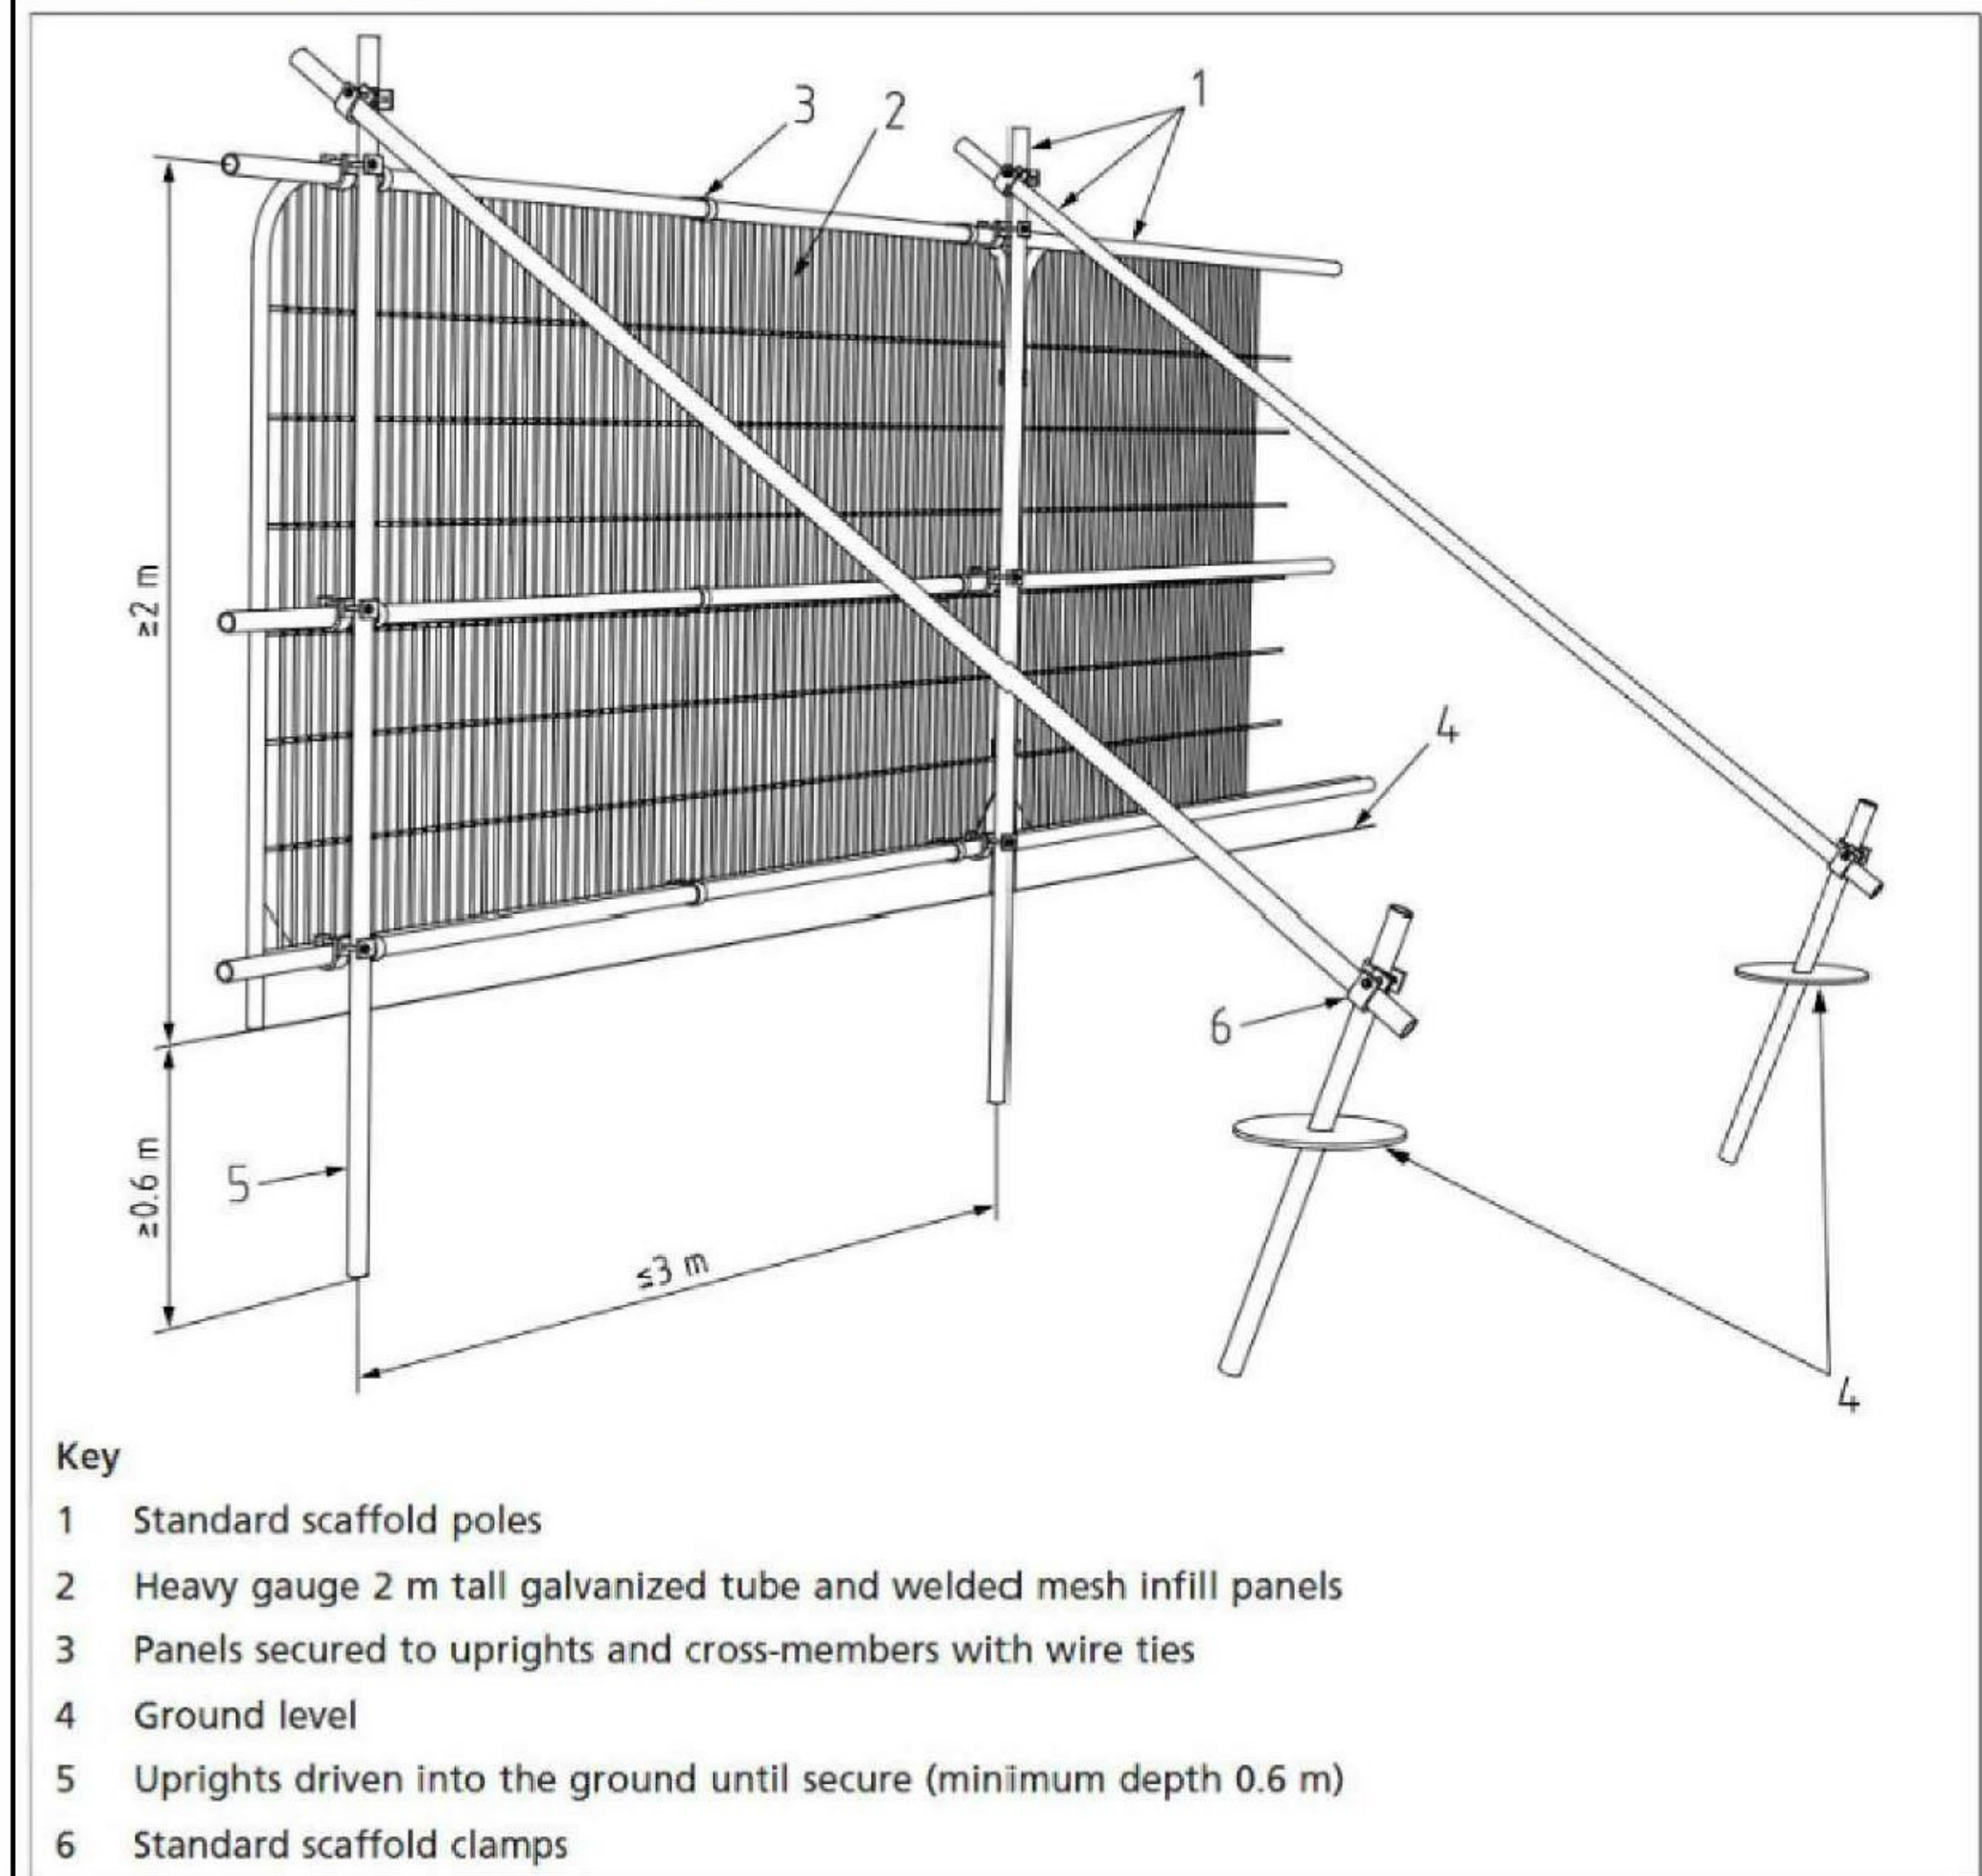 3
2
1
≥2 m
4
6
5
≥0.6 m
≤3 m
4
Key
1 Standard scaffold poles
2 Heavy gauge 2 m tall galvanized tube and welded mesh infill panels
3 Panels secured to uprights and cross-members with wire ties
4 Ground level
5 Uprights driven into the ground until secure (minimum depth 0.6 m)
6 Standard scaffold clamps